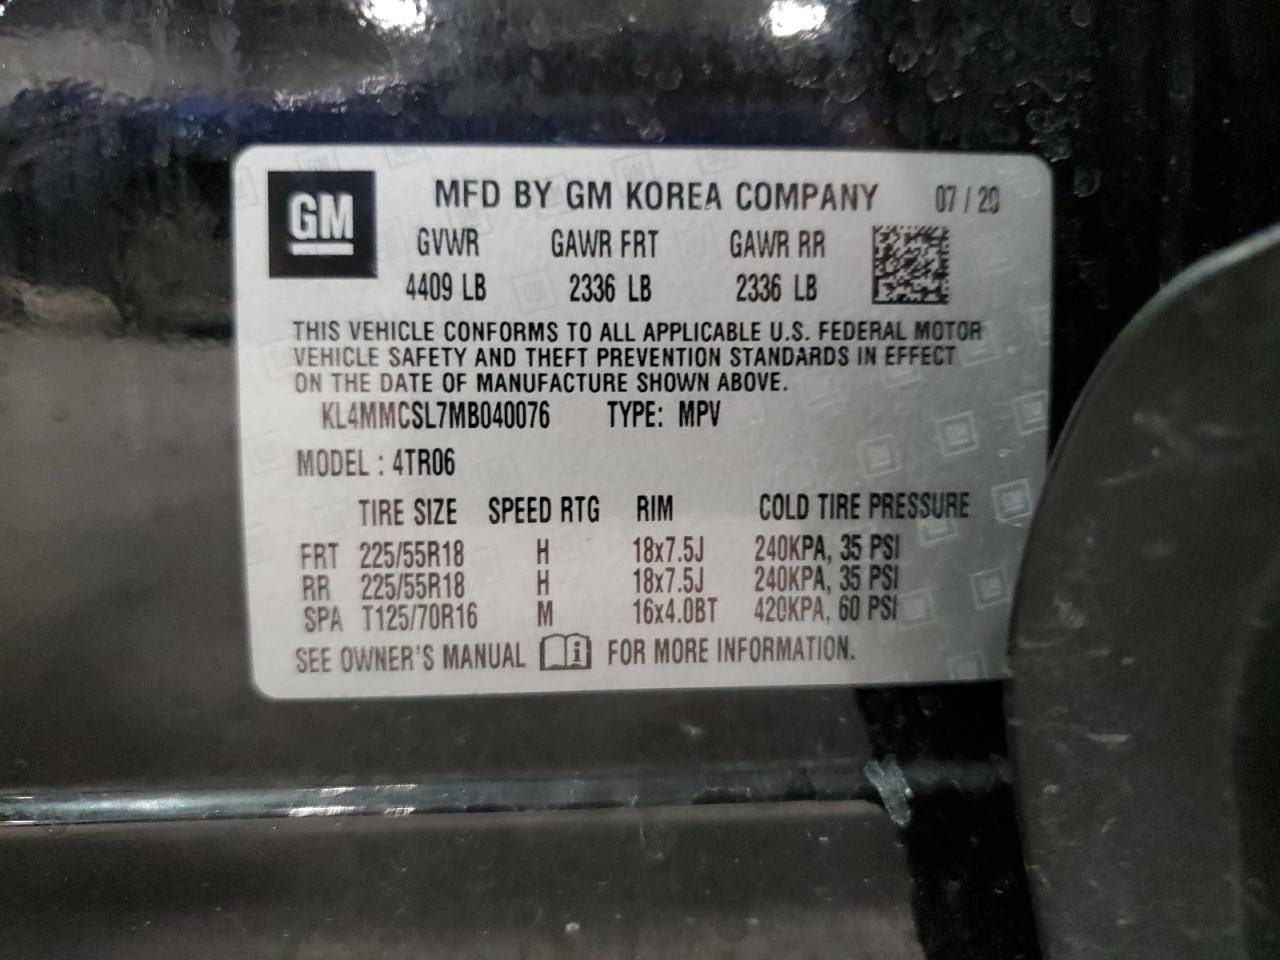 GM
MFD BY GM KOREA COMPANY 07 / 20
GVWR GAWR FRT GAWR RR
4409 LB 2336 LB 2336 LB
THIS VEHICLE CONFORMS TO ALL APPLICABLE U.S. FEDERAL MOTOR
VEHICLE SAFETY AND THEFT PREVENTION STANDARDS IN EFFECT
ON THE DATE OF MANUFACTURE SHOWN ABOVE.
KL4MMCSL7MB040076 TYPE: MPV
MODEL : 4TR06
TIRE SIZE SPEED RTG RIM COLD TIRE PRESSURE
FRT 225/55R18 H 18x7.5J 240KPA, 35 PSI
RR 225/55R18 H 18x7.5J 240KPA, 35 PSI
SPA T125/70R16 M 16x4.0BT 420KPA, 60 PSI
SEE OWNER'S MANUAL i FOR MORE INFORMATION.